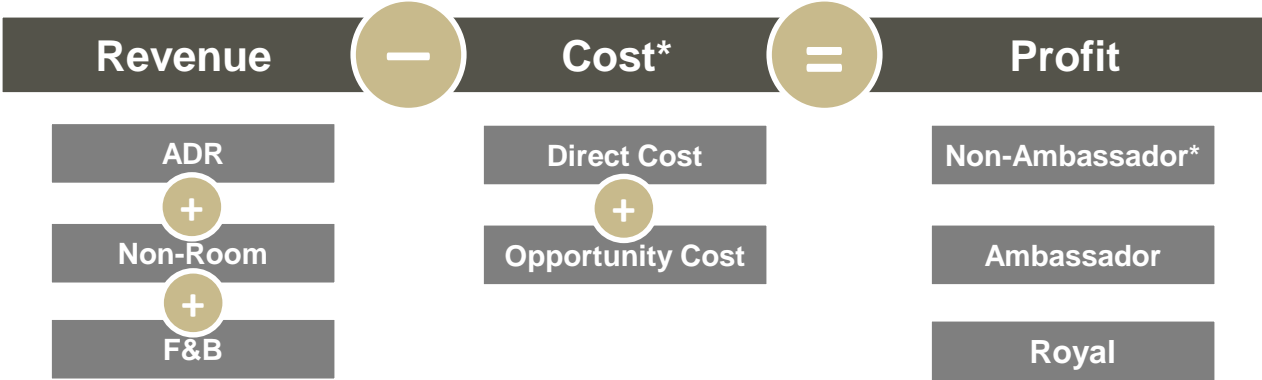 Revenue
−
Cost*
=
Profit
ADR
+
Non-Room
+
F&B
Direct Cost
+
Opportunity Cost
Non-Ambassador*
Ambassador
Royal